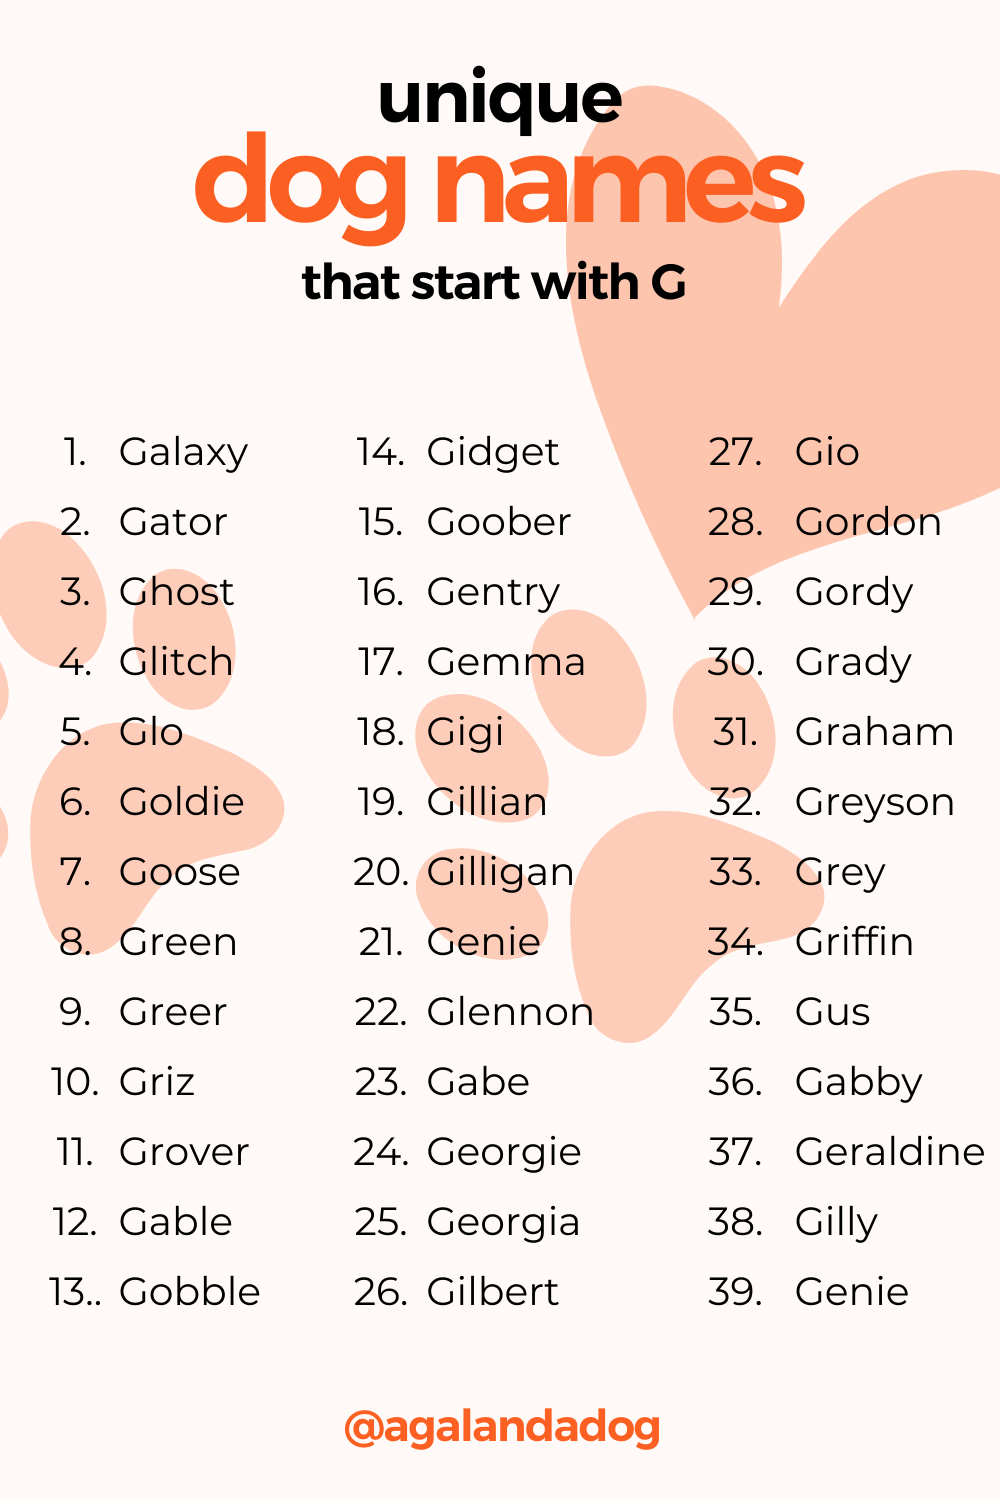 unique
dog names
that start with G
1. Galaxy
2. Gator
3. Ghost
4. Glitch
5. Glo
6. Goldie
7. Goose
8. Green
9. Greer
10. Griz
11. Grover
12. Gable
13.. Gobble
14. Gidget
15. Goober
16. Gentry
17. Gemma
18. Gigi
19. Gillian
20. Gilligan
21. Genie
22. Glennon
23. Gabe
24. Georgie
25. Georgia
26. Gilbert
27. Gio
28. Gordon
29. Gordy
30. Grady
31. Graham
32. Greyson
33. Grey
34. Griffin
35. Gus
36. Gabby
37. Geraldine
38. Gilly
39. Genie
@agalandadog